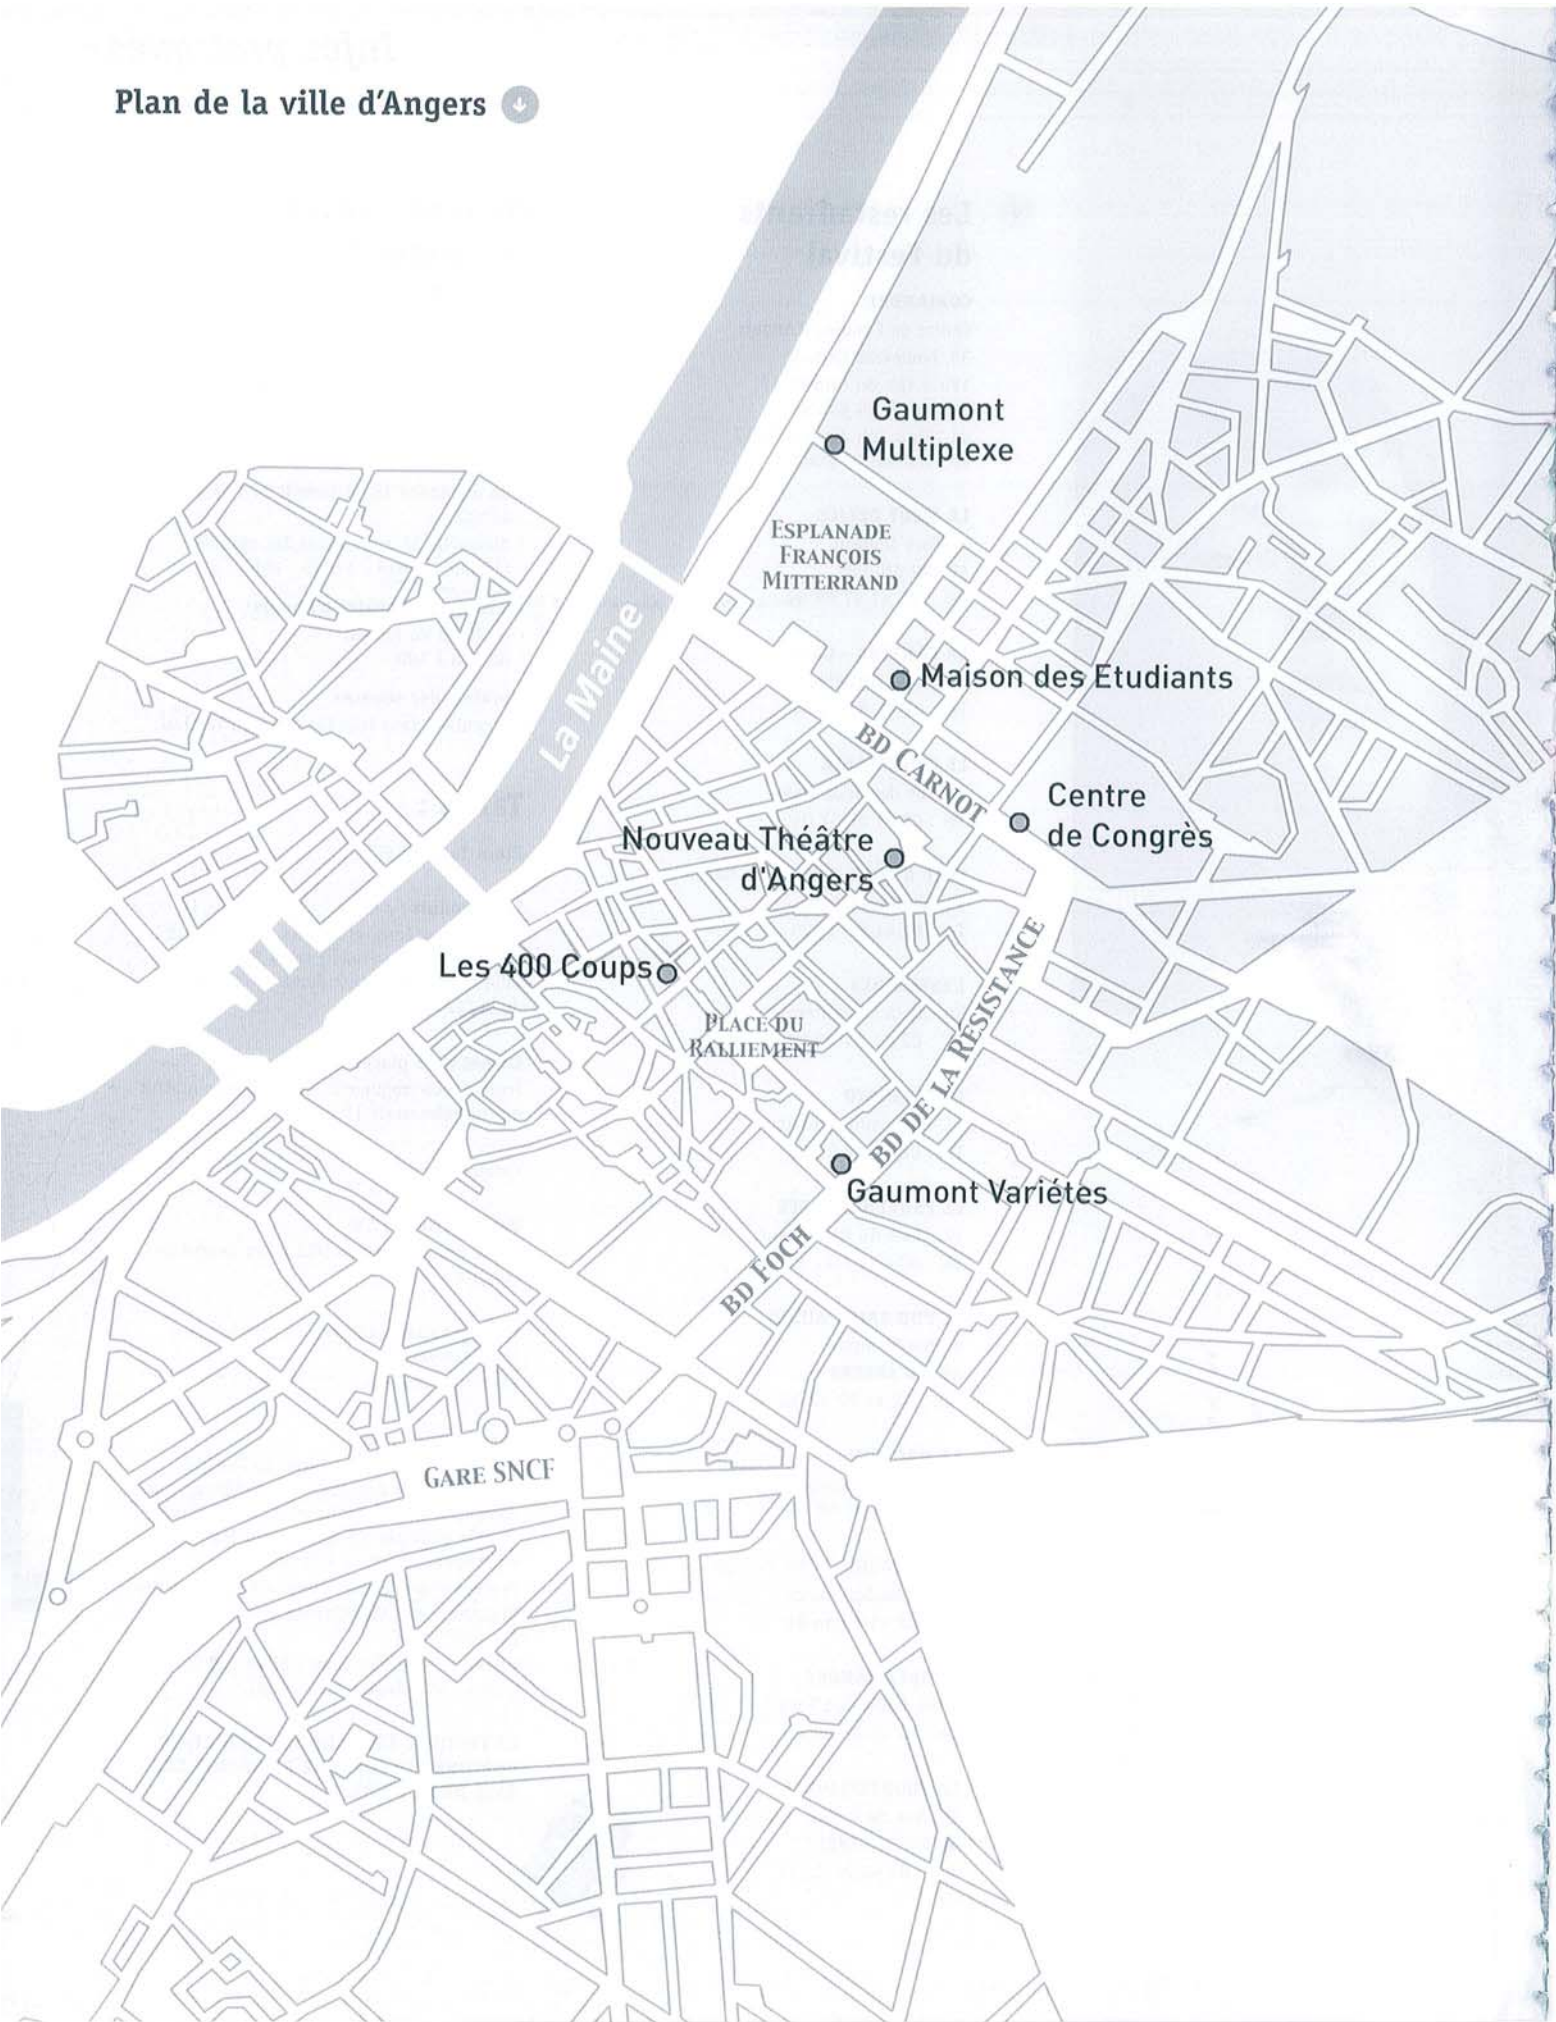 Plan de la ville d'Angers
Gaumont
Multiplexe
ESPLANADE
FRANÇOIS
MITTERRAND
La Maine
Maison des Etudiants
BD CARNOT
Centre
de Congrès
Nouveau Théâtre
d'Angers
Les 400 Coups
PLACE DU
RALLIEMENT
BD DE LA RESISTANCE
Gaumont Variétes
BD FOCH
GARE SNCF